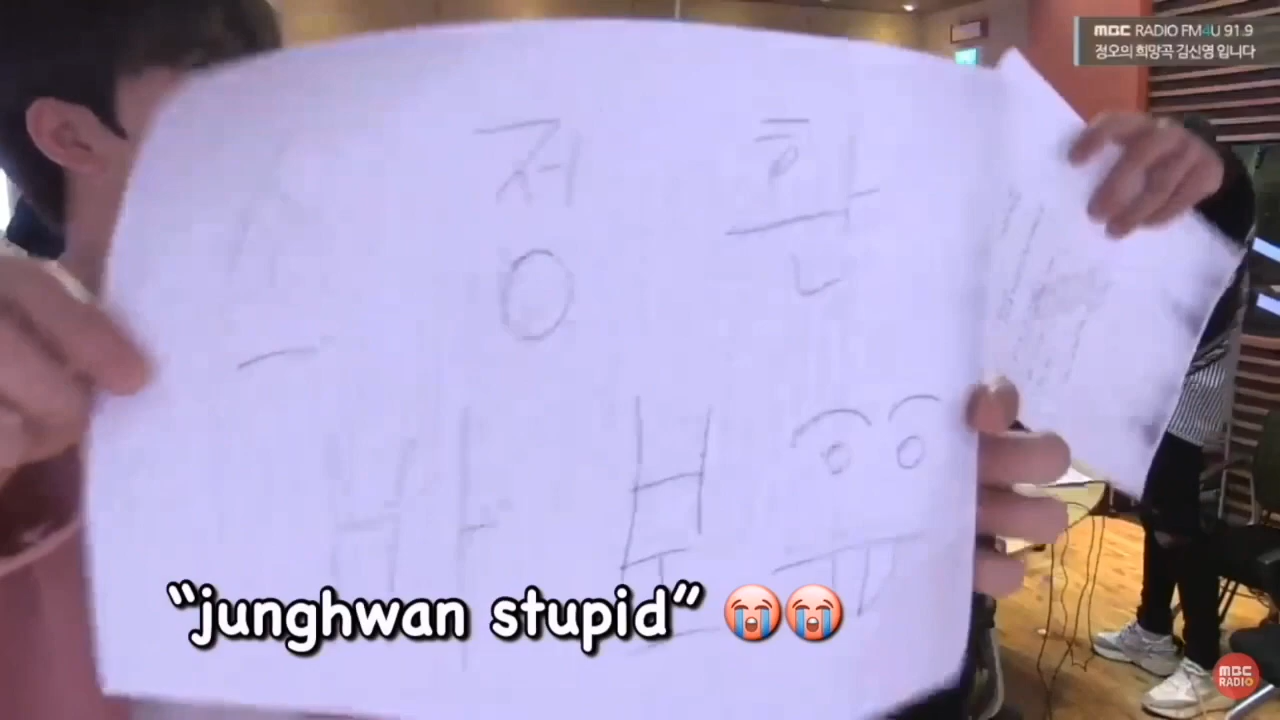 MBC RADIO FM4U 91.9
정오의 희망곡 김신영 입니다
소정환
바보
"junghwan stupid" 😭😭
MBC
RADIO